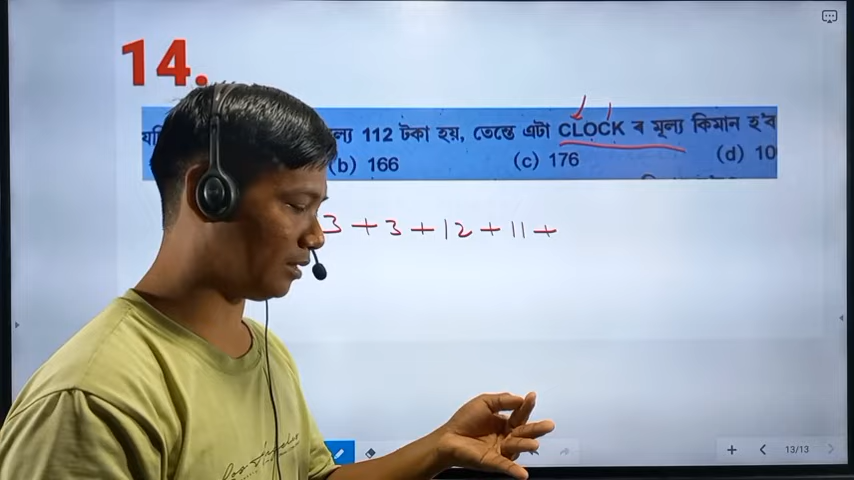 14.
মূল্য 112 টকা হয়, তেন্তে এটা CLOCK ৰ মূল্য কিমান হ'ব
(b) 166 (c) 176 (d) 10
3 + 3 + 12 + 11 +
13/13